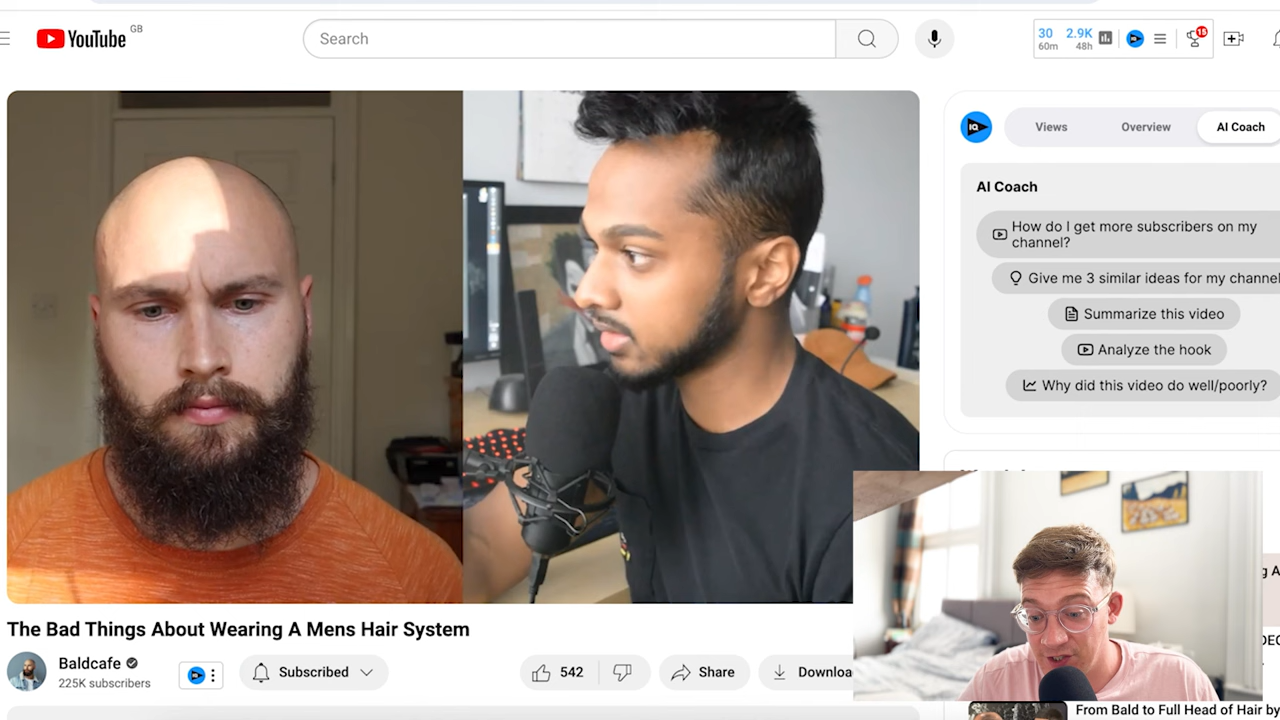 YouTube GB
Search
30 2.9K
60m 48h
15
IQ
Views Overview AI Coach
AI Coach
How do I get more subscribers on my
channel?
Give me 3 similar ideas for my channel
Summarize this video
Analyze the hook
Why did this video do well/poorly?
The Bad Things About Wearing A Mens Hair System
Baldcafe
225K subscribers
Subscribed
542
Share
Downloa
From Bald to Full Head of Hair by